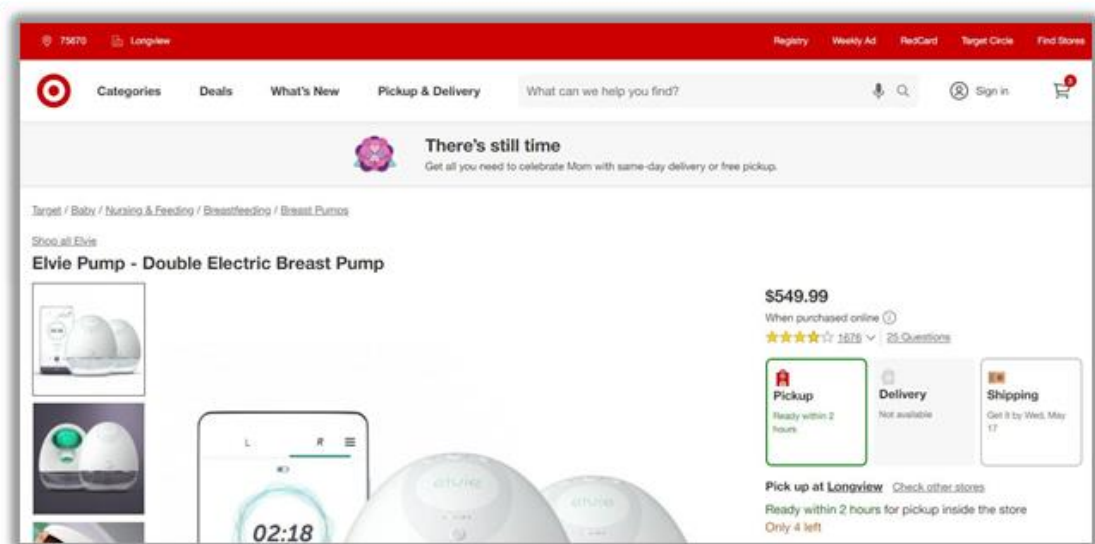 75670 Longview Registry Weekly Ad RedCard Target Circle Find Stores
Categories Deals What's New Pickup & Delivery What can we help you find? Sign in 3
There's still time
Get all you need to celebrate Mom with same-day delivery or free pickup.
Target / Baby / Nursing & Feeding / Breastfeeding / Breast Pumps
Shop all Elvie
Elvie Pump - Double Electric Breast Pump
$549.99
When purchased online
1676 25 Questions
Pickup
Ready within 2
hours
Delivery
Not available
Shipping
Get it by Wed, May
17
Pick up at Longview Check other stores
Ready within 2 hours for pickup inside the store
Only 4 left
L R
02:18
elvie
elvie